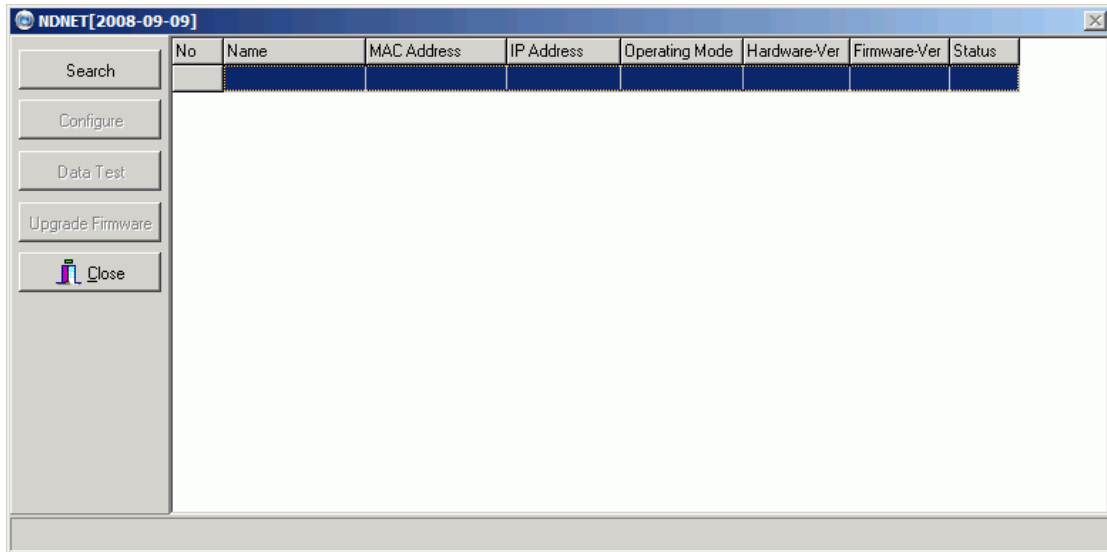 NDNET[2008-09-09]
No Name MAC Address IP Address Operating Mode Hardware-Ver Firmware-Ver Status
Search
Configure
Data Test
Upgrade Firmware
Close